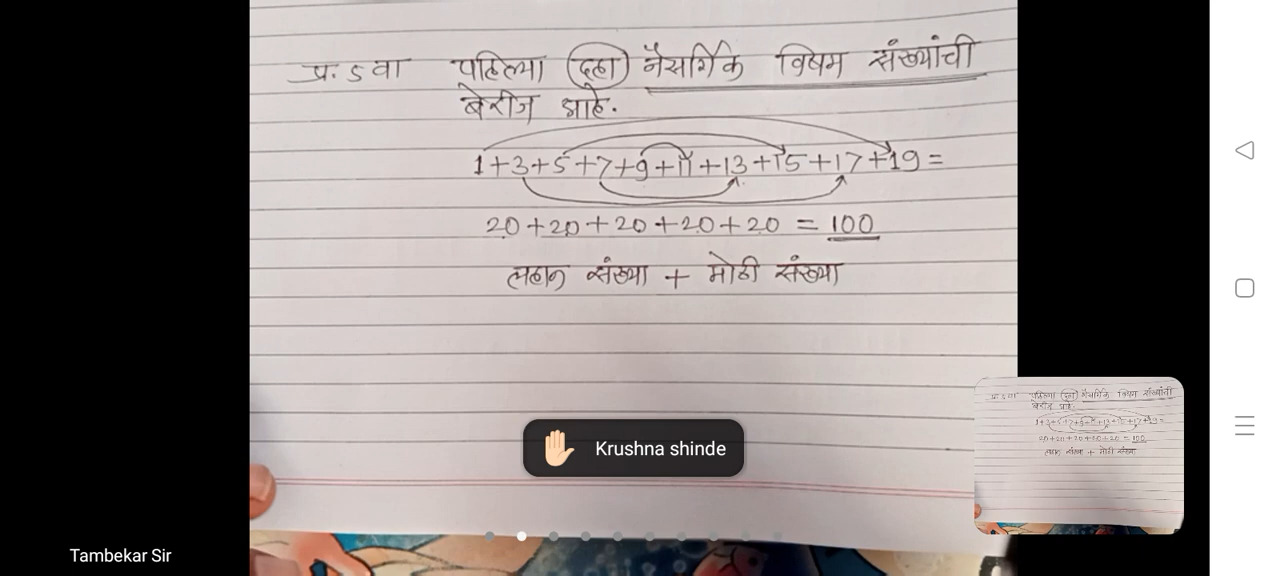 प्र. ५ वा पहिल्या दहा नैसर्गिक विषम संख्यांची
बेरीज आहे.
1+3+5+7+9+11+13+15+17+19=
20+20+20+20+20 = 100
लहान संख्या + मोठी संख्या
Krushna shinde
Tambekar Sir